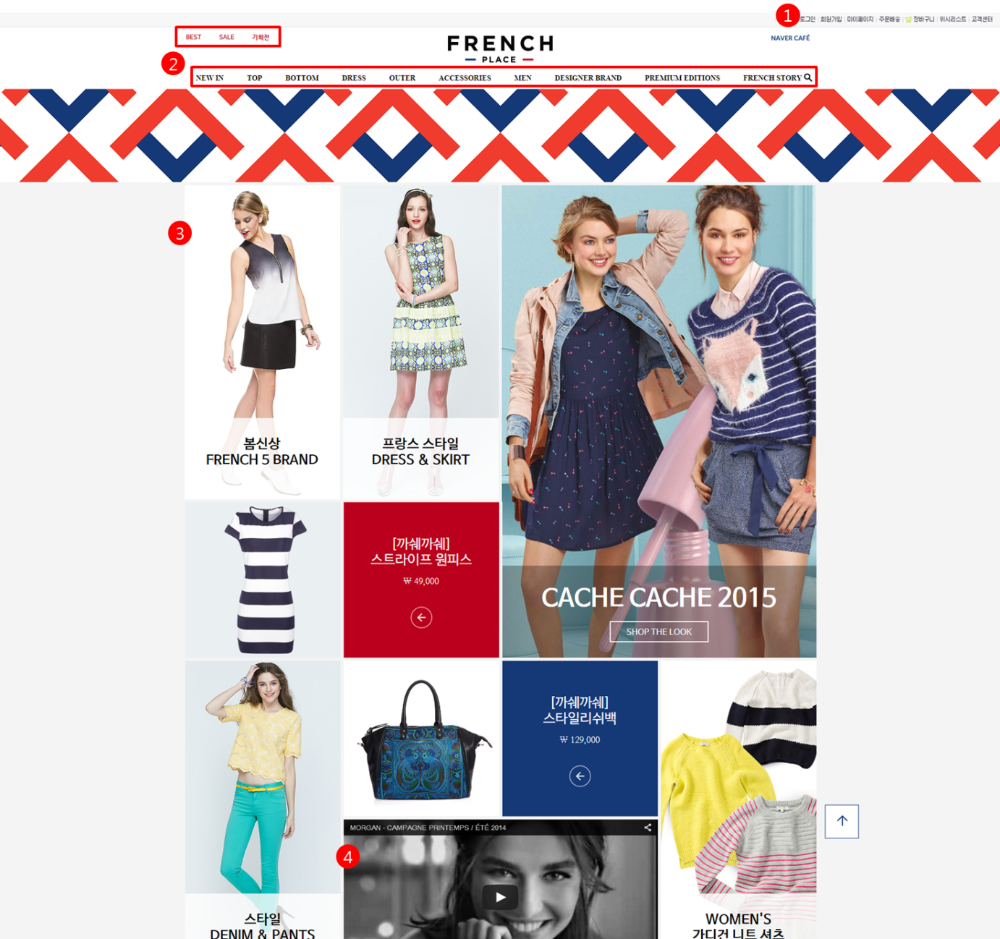 1
로그인 | 회원가입 | 마이페이지 | 주문배송 | 장바구니 | 위시리스트 | 고객센터
BEST SALE 기획전
FRENCH
PLACE
NAVER CAFÉ
2
NEW IN TOP BOTTOM DRESS OUTER ACCESSORIES MEN DESIGNER BRAND PREMIUM EDITIONS FRENCH STORY
3
봄신상
FRENCH 5 BRAND
프랑스 스타일
DRESS & SKIRT
[까쉐까쉐]
스트라이프 원피스
₩ 49,000
CACHE CACHE 2015
SHOP THE LOOK
[까쉐까쉐]
스타일리쉬백
₩ 129,000
MORGAN - CAMPAGNE PRINTEMPS / ÉTÉ 2014
4
스타일
DENIM & PANTS
WOMEN'S
가디건 니트 셔츠